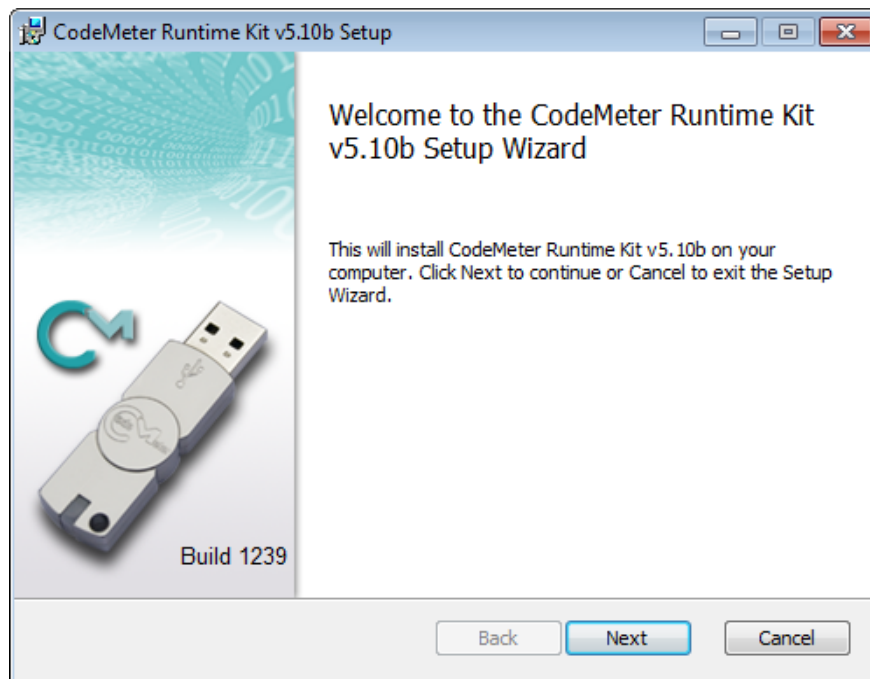 CodeMeter Runtime Kit v5.10b Setup
Welcome to the CodeMeter Runtime Kit
v5.10b Setup Wizard
This will install CodeMeter Runtime Kit v5.10b on your
computer. Click Next to continue or Cancel to exit the Setup
Wizard.
CM
Build 1239
Back
Next
Cancel